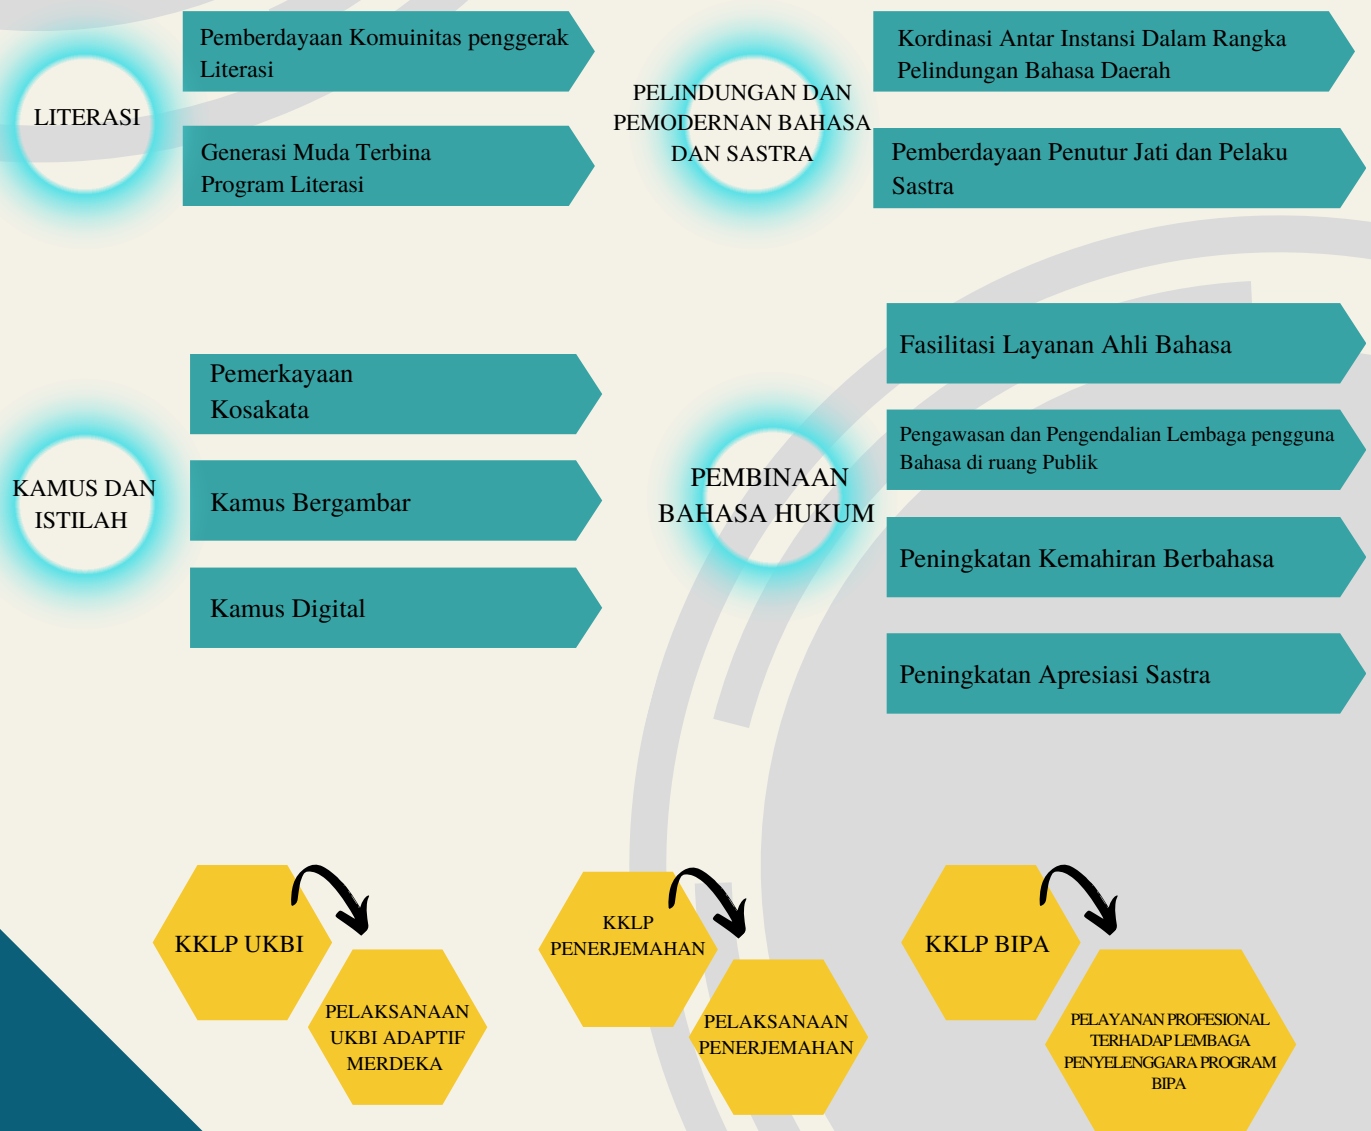 LITERASI
Pemberdayaan Komuinitas penggerak
Literasi
Generasi Muda Terbina
Program Literasi
PELINDUNGAN DAN
PEMODERNAN BAHASA
DAN SASTRA
Kordinasi Antar Instansi Dalam Rangka
Pelindungan Bahasa Daerah
Pemberdayaan Penutur Jati dan Pelaku
Sastra
KAMUS DAN
ISTILAH
Pemerkayaan
Kosakata
Kamus Bergambar
Kamus Digital
PEMBINAAN
BAHASA HUKUM
Fasilitasi Layanan Ahli Bahasa
Pengawasan dan Pengendalian Lembaga pengguna
Bahasa di ruang Publik
Peningkatan Kemahiran Berbahasa
Peningkatan Apresiasi Sastra
KKLP UKBI
PELAKSANAAN
UKBI ADAPTIF
MERDEKA
KKLP
PENERJEMAHAN
PELAKSANAAN
PENERJEMAHAN
KKLP BIPA
PELAYANAN PROFESIONAL
TERHADAP LEMBAGA
PENYELENGGARA PROGRAM
BIPA